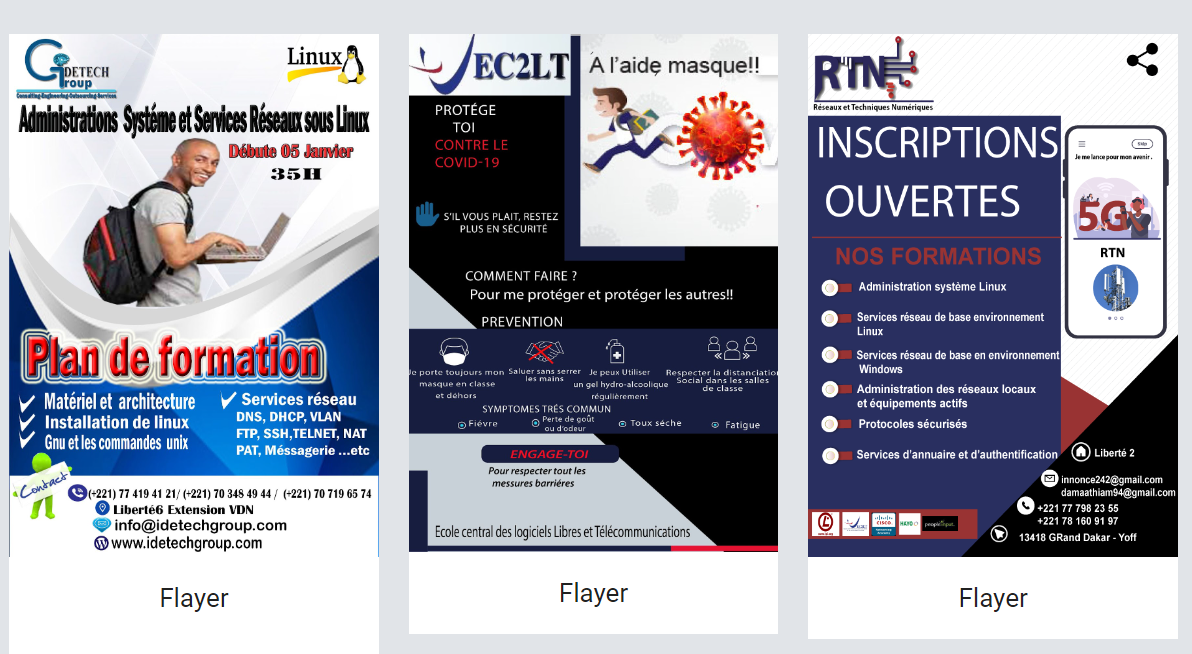 GIDETECH
Group
Consulting-Engineering-Outsourcing-Services
Linux
Administrations Systéme et Services Réseaux sous Linux
Débute 05 Janvier
35H
Plan de formation
Matériel et architecture
Installation de linux
Gnu et les commandes unix
Services réseau
DNS, DHCP, VLAN
FTP, SSH,TELNET, NAT
PAT, Méssagerie ...etc
Contact
(+221) 77 419 41 21/ (+221) 70 348 49 44 / (+221) 70 719 65 74
Liberté6 Extension VDN
info@idetechgroup.com
www.idetechgroup.com
Flayer
EC2LT
À l'aide, masque!!
PROTÉGE
TOI
CONTRE LE
COVID-19
S'IL VOUS PLAIT, RESTEZ
PLUS EN SÉCURITÉ
COMMENT FAIRE ?
Pour me protéger et protéger les autres!!
PREVENTION
Je porte toujours mon
masque en classe
et déhors
Saluer sans serrer
les mains
Je peux Utiliser
un gel hydro-alcoolique
régulièrement
Respecter la distanciation
Social dans les salles
de classe
SYMPTOMES TRÉS COMMUN
Fièvre
Perte de goût
ou d'odeur
Toux sèche
Fatigue
ENGAGE-TOI
Pour respecter tout les
messures barriéres
Ecole central des logiciels Libres et Télécommunications
Flayer
RTN
Réseaux et Techniques Numériques
INSCRIPTIONS
OUVERTES
NOS FORMATIONS
Administration système Linux
Services réseau de base environnement
Linux
Services réseau de base en environnement
Windows
Administration des réseaux locaux
et équipements actifs
Protocoles sécurisés
Services d'annuaire et d'authentification
Skip
Je me lance pour mon avenir .
5G
RTN
Liberté 2
innonce242@gmail.com
damaathiam94@gmail.com
+221 77 798 23 55
+221 78 160 91 97
13418 GRand Dakar - Yoff
CISCO
Flayer